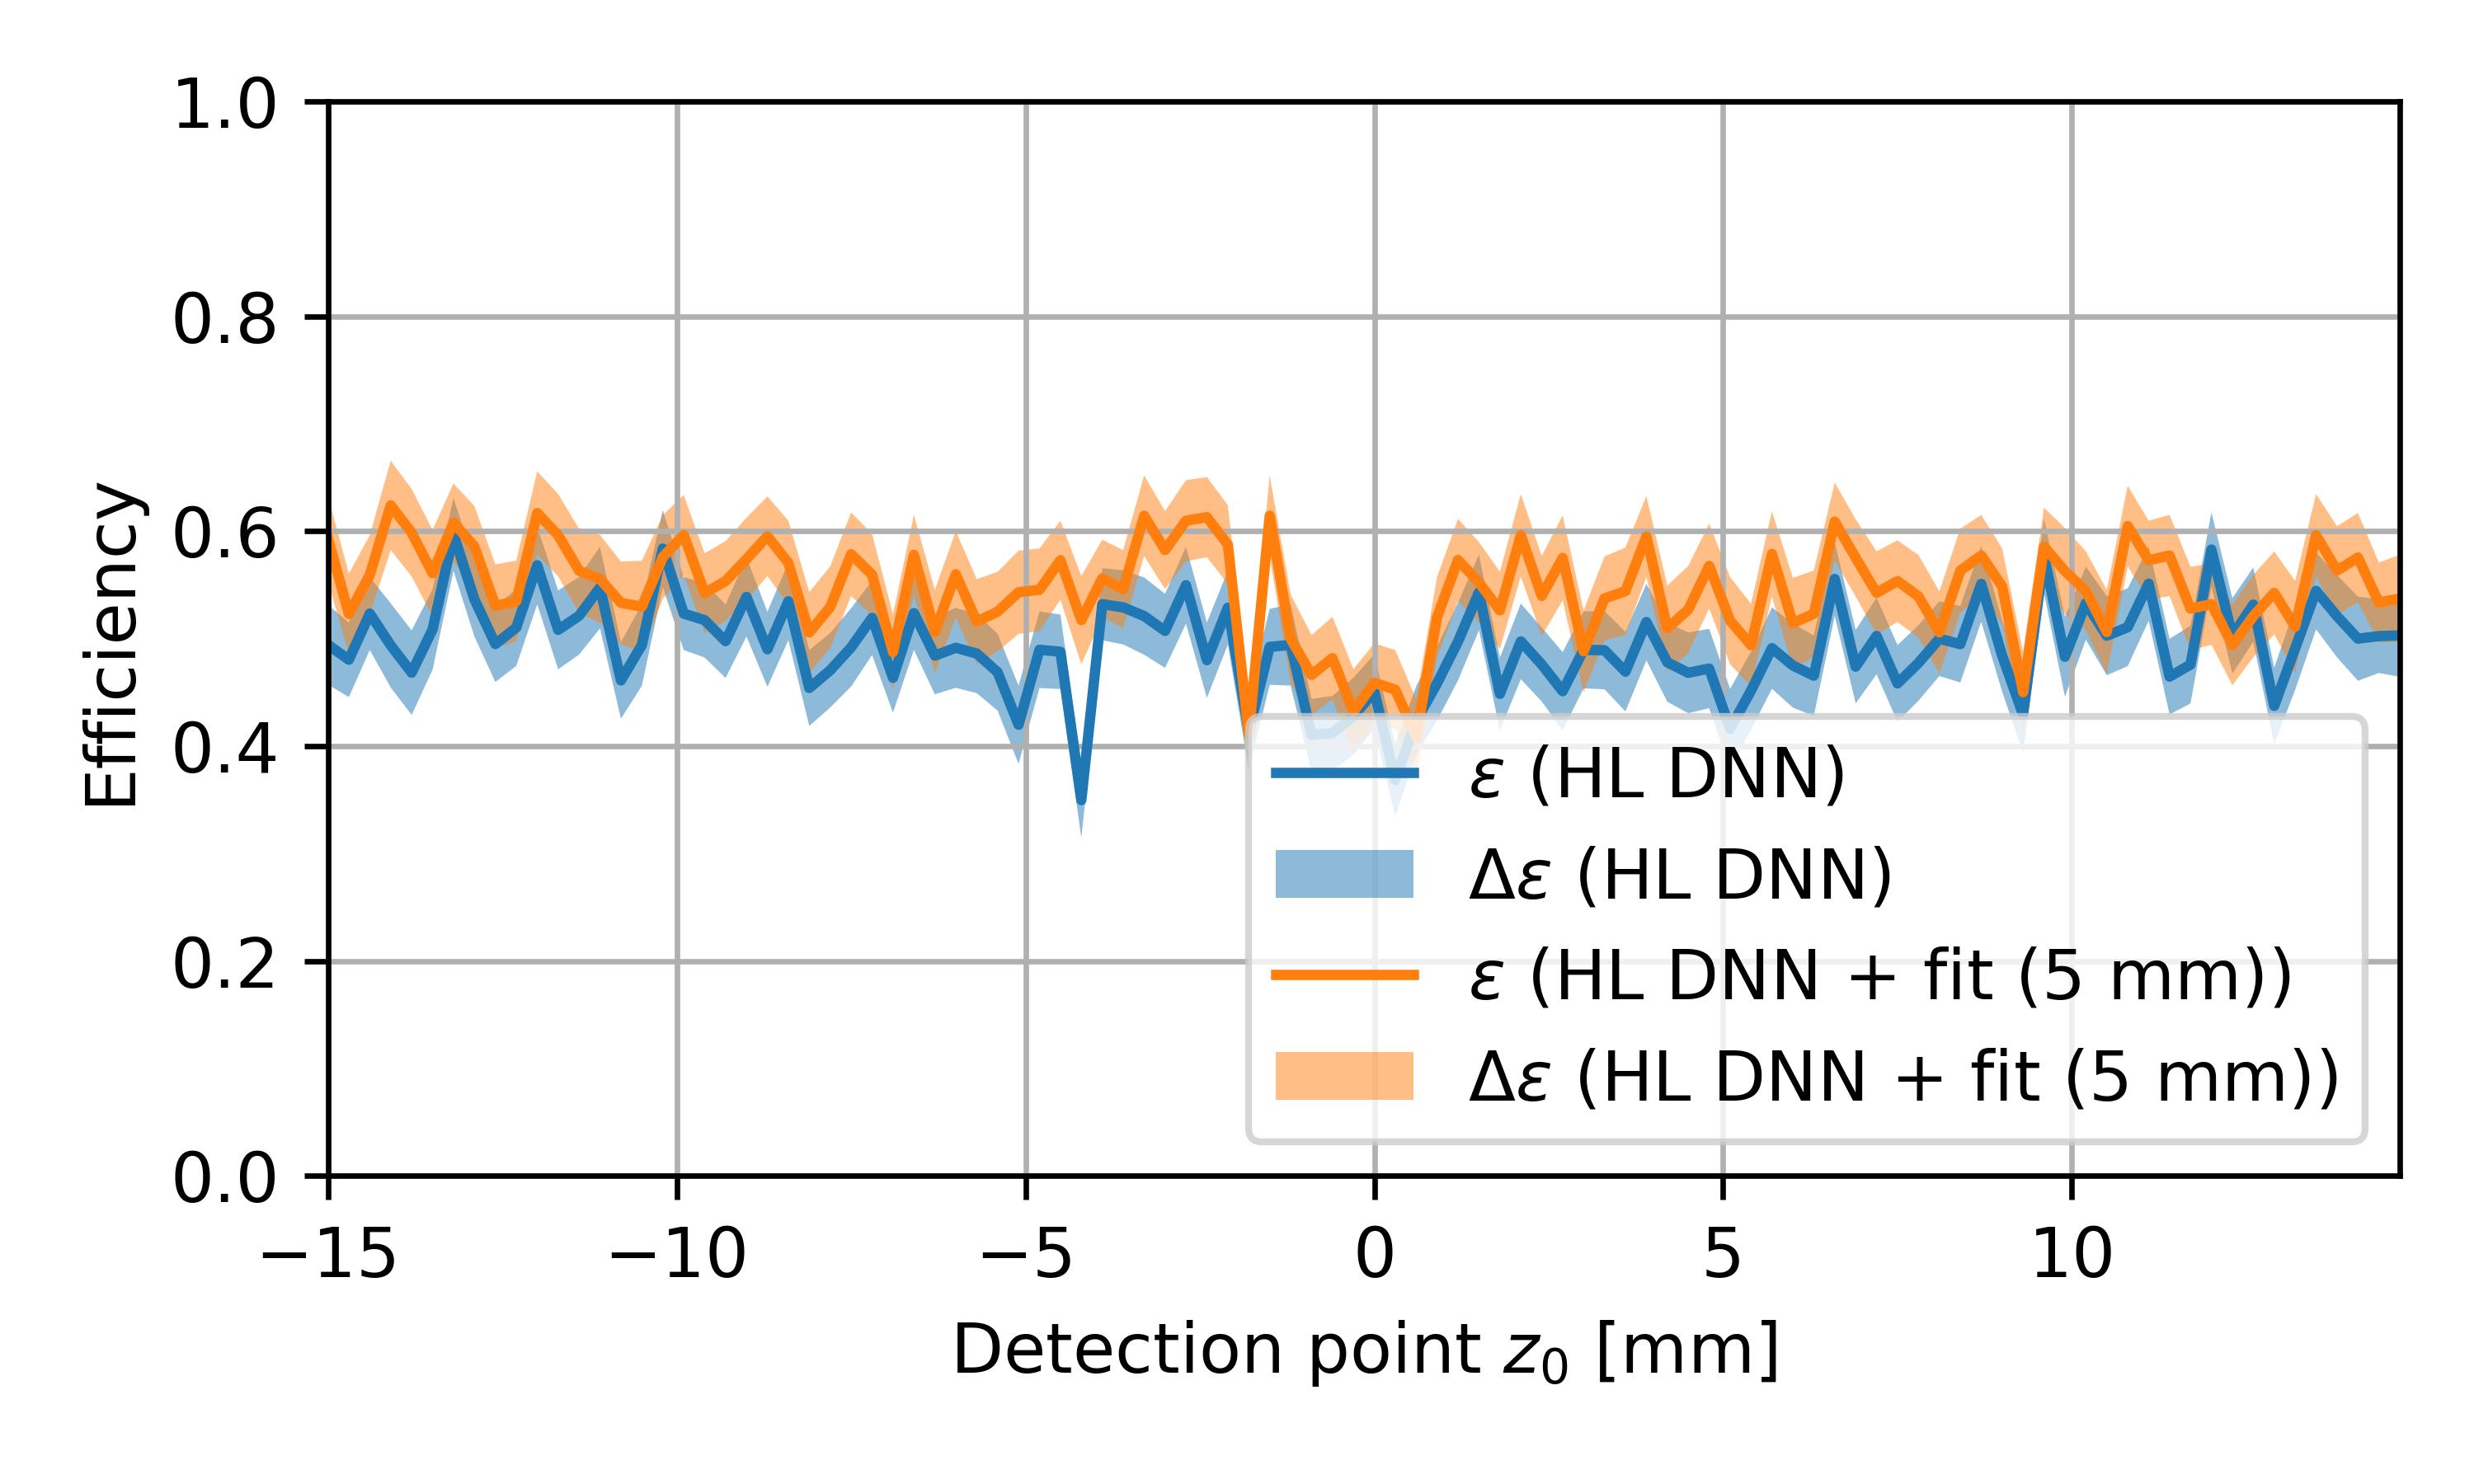 1.0
0.8
0.6
0.4
0.2
0.0
Efficiency
ε (HL DNN)
Δε (HL DNN)
ε (HL DNN + fit (5 mm))
Δε (HL DNN + fit (5 mm))
−15 −10 −5 0 5 10
Detection point z₀ [mm]